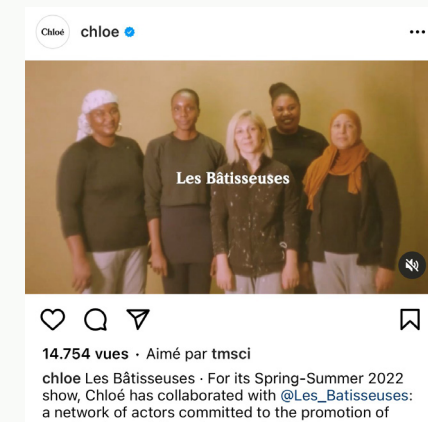 Chloé
chloe
Les Bâtisseuses
14.754 vues · Aimé par tmsci
chloe Les Bâtisseuses · For its Spring-Summer 2022
show, Chloé has collaborated with @Les_Batisseuses:
a network of actors committed to the promotion of